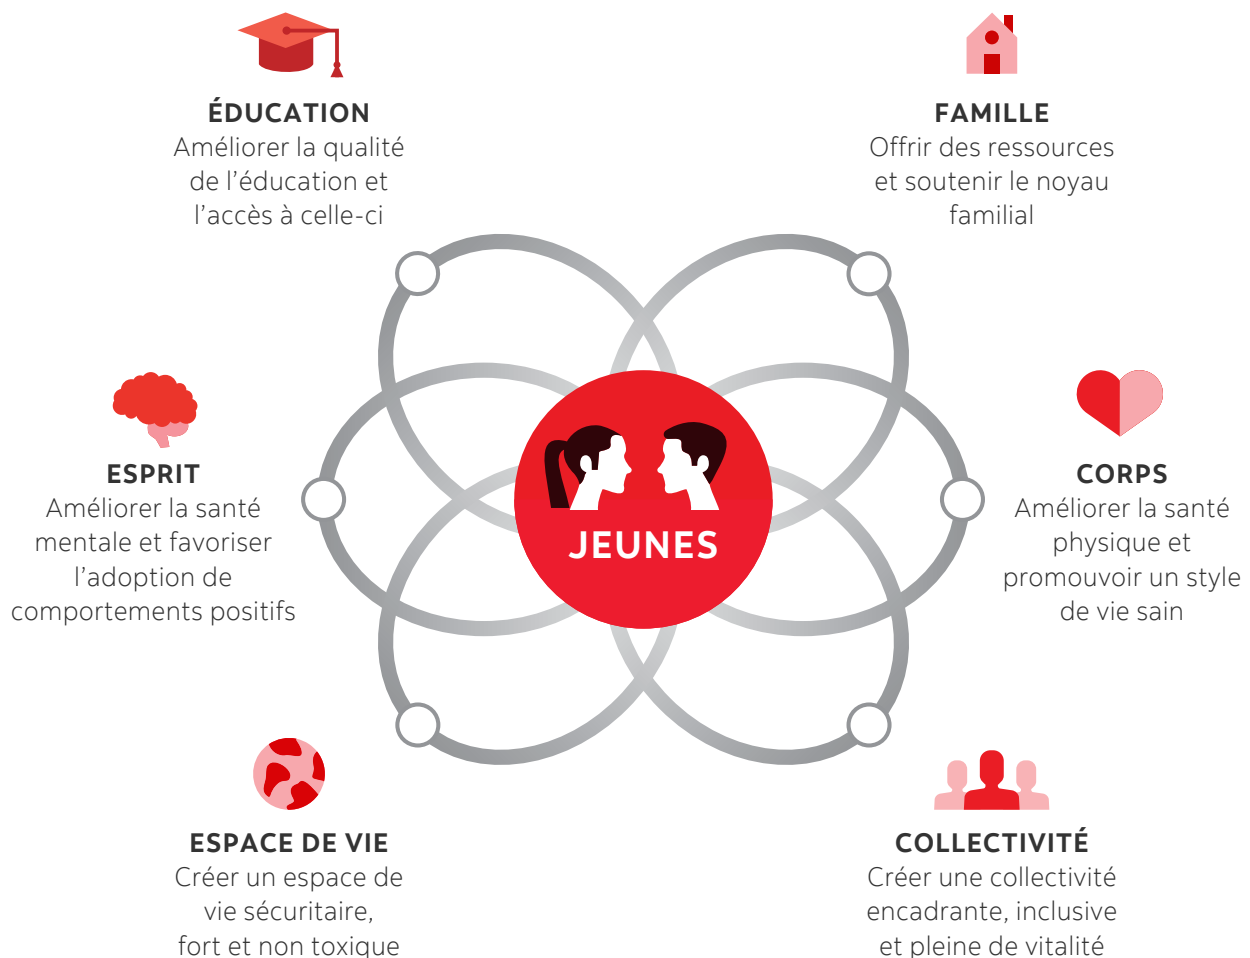 ÉDUCATION
Améliorer la qualité
de l’éducation et
l’accès à celle-ci
FAMILLE
Offrir des ressources
et soutenir le noyau
familial
ESPRIT
Améliorer la santé
mentale et favoriser
l’adoption de
comportements positifs
JEUNES
CORPS
Améliorer la santé
physique et
promouvoir un style
de vie sain
ESPACE DE VIE
Créer un espace de
vie sécuritaire,
fort et non toxique
COLLECTIVITÉ
Créer une collectivité
encadrante, inclusive
et pleine de vitalité